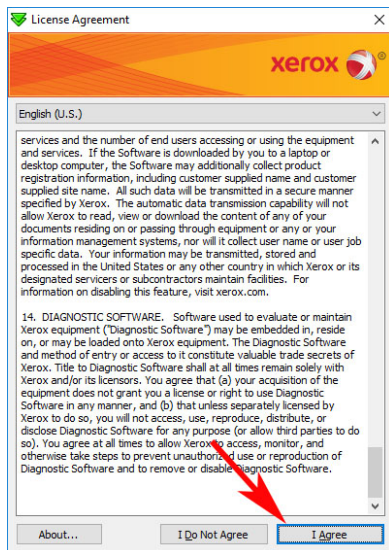 License Agreement
xerox
English (U.S.)
services and the number of end users accessing or using the equipment
and services. If the Software is downloaded by you to a laptop or
desktop computer, the Software may additionally collect product
registration information, including customer supplied name and customer
supplied site name. All such data will be transmitted in a secure manner
specified by Xerox. The automatic data transmission capability will not
allow Xerox to read, view or download the content of any of your
documents residing on or passing through equipment or any or your
information management systems, nor will it collect user name or user job
specific data. Your information may be transmitted, stored and
processed in the United States or any other country in which Xerox or its
designated servicers or subcontractors maintain facilities. For
information on disabling this feature, visit xerox.com.
14. DIAGNOSTIC SOFTWARE. Software used to evaluate or maintain
Xerox equipment ("Diagnostic Software") may be embedded in, reside
on, or may be loaded onto Xerox equipment. The Diagnostic Software
and method of entry or access to it constitute valuable trade secrets of
Xerox. Title to Diagnostic Software shall at all times remain solely with
Xerox and/or its licensors. You agree that (a) your acquisition of the
equipment does not grant you a license or right to use Diagnostic
Software in any manner, and (b) that unless separately licensed by
Xerox to do so, you will not access, use, reproduce, distribute, or
disclose Diagnostic Software for any purpose (or allow third parties to do
so). You agree at all times to allow Xerox to access, monitor, and
otherwise take steps to prevent unauthorized use or reproduction of
Diagnostic Software and to remove or disable Diagnostic Software.
About... I Do Not Agree I Agree